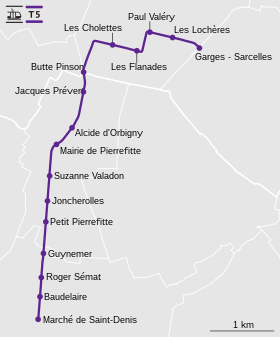 T5
Paul Valéry
Les Cholettes
Les Lochères
Garges - Sarcelles
Les Flanades
Butte Pinson
Jacques Prévert
Alcide d'Orbigny
Mairie de Pierrefitte
Suzanne Valadon
Joncherolles
Petit Pierrefitte
Guynemer
Roger Sémat
Baudelaire
Marché de Saint-Denis
1 km